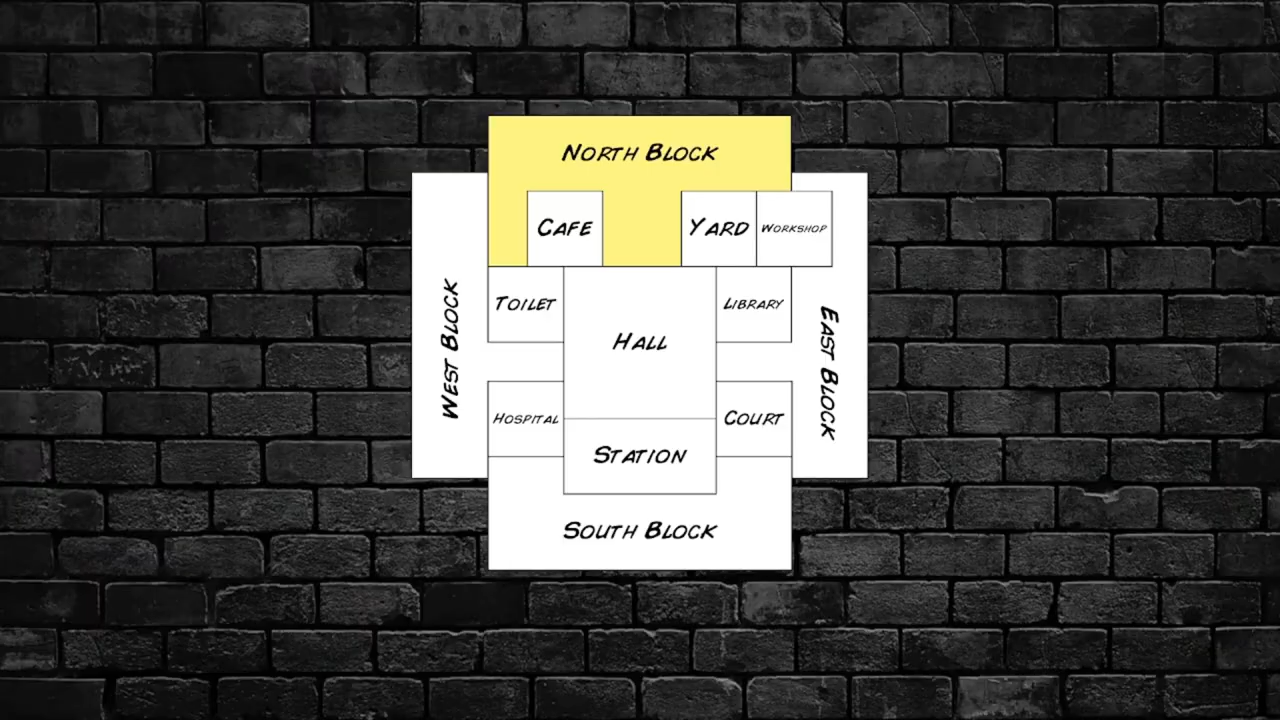 North Block
Cafe
Yard
Workshop
Toilet
Library
Hall
West Block
East Block
Hospital
Court
Station
South Block